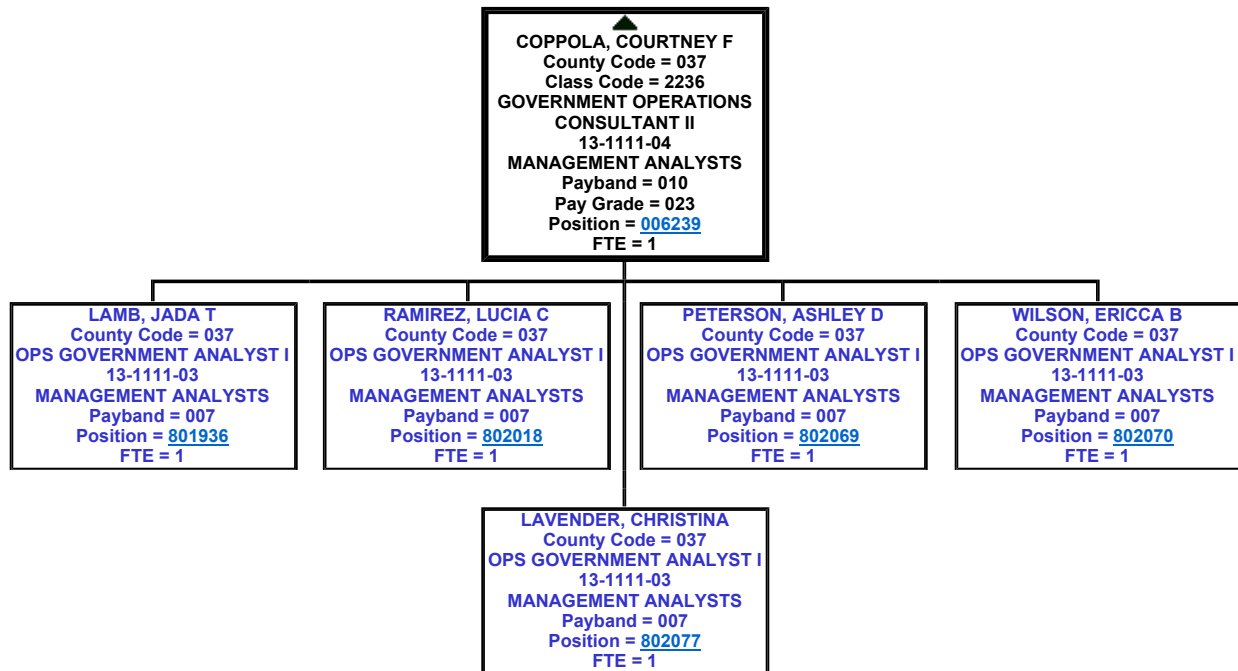 COPPOLA, COURTNEY F
County Code = 037
Class Code = 2236
GOVERNMENT OPERATIONS
CONSULTANT II
13-1111-04
MANAGEMENT ANALYSTS
Payband = 010
Pay Grade = 023
Position = 006239
FTE = 1
LAMB, JADA T
County Code = 037
OPS GOVERNMENT ANALYST I
13-1111-03
MANAGEMENT ANALYSTS
Payband = 007
Position = 801936
FTE = 1
RAMIREZ, LUCIA C
County Code = 037
OPS GOVERNMENT ANALYST I
13-1111-03
MANAGEMENT ANALYSTS
Payband = 007
Position = 802018
FTE = 1
PETERSON, ASHLEY D
County Code = 037
OPS GOVERNMENT ANALYST I
13-1111-03
MANAGEMENT ANALYSTS
Payband = 007
Position = 802069
FTE = 1
WILSON, ERICCA B
County Code = 037
OPS GOVERNMENT ANALYST I
13-1111-03
MANAGEMENT ANALYSTS
Payband = 007
Position = 802070
FTE = 1
LAVENDER, CHRISTINA
County Code = 037
OPS GOVERNMENT ANALYST I
13-1111-03
MANAGEMENT ANALYSTS
Payband = 007
Position = 802077
FTE = 1